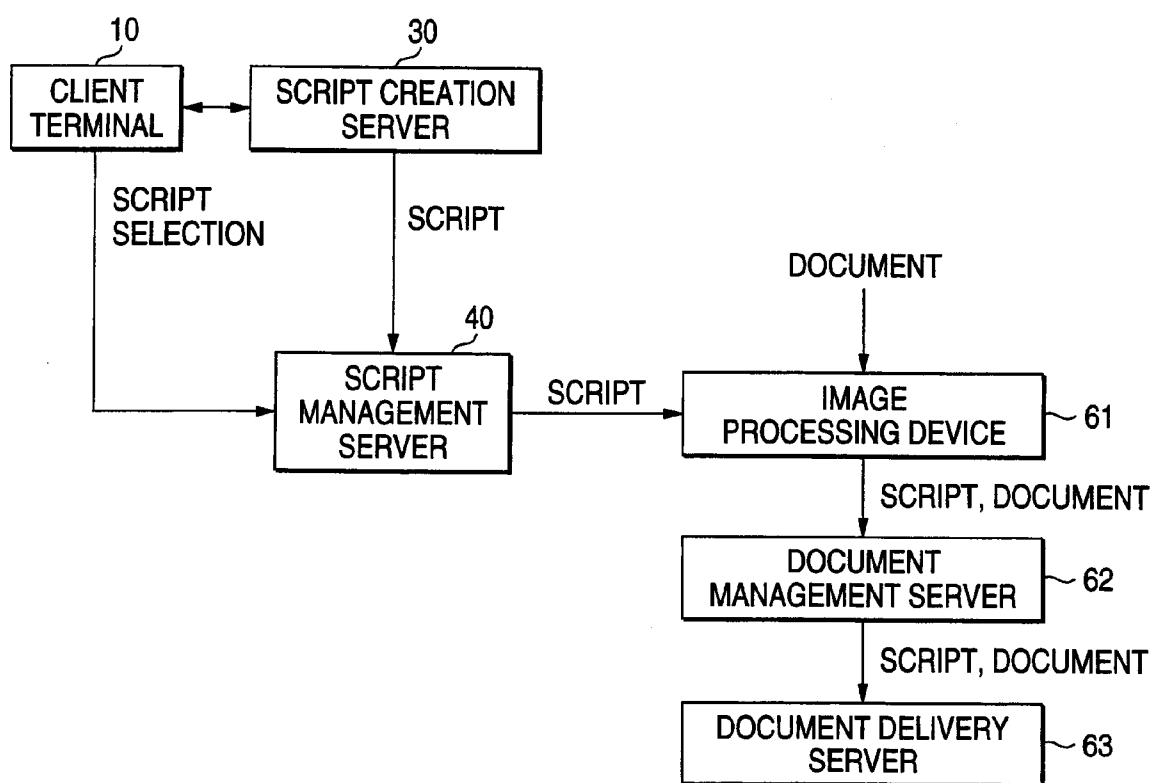 10
30
CLIENT
TERMINAL
SCRIPT CREATION
SERVER
SCRIPT
SELECTION
SCRIPT
DOCUMENT
40
SCRIPT
MANAGEMENT
SERVER
SCRIPT
IMAGE
PROCESSING DEVICE
61
SCRIPT, DOCUMENT
DOCUMENT
MANAGEMENT SERVER
62
SCRIPT, DOCUMENT
DOCUMENT DELIVERY
SERVER
63